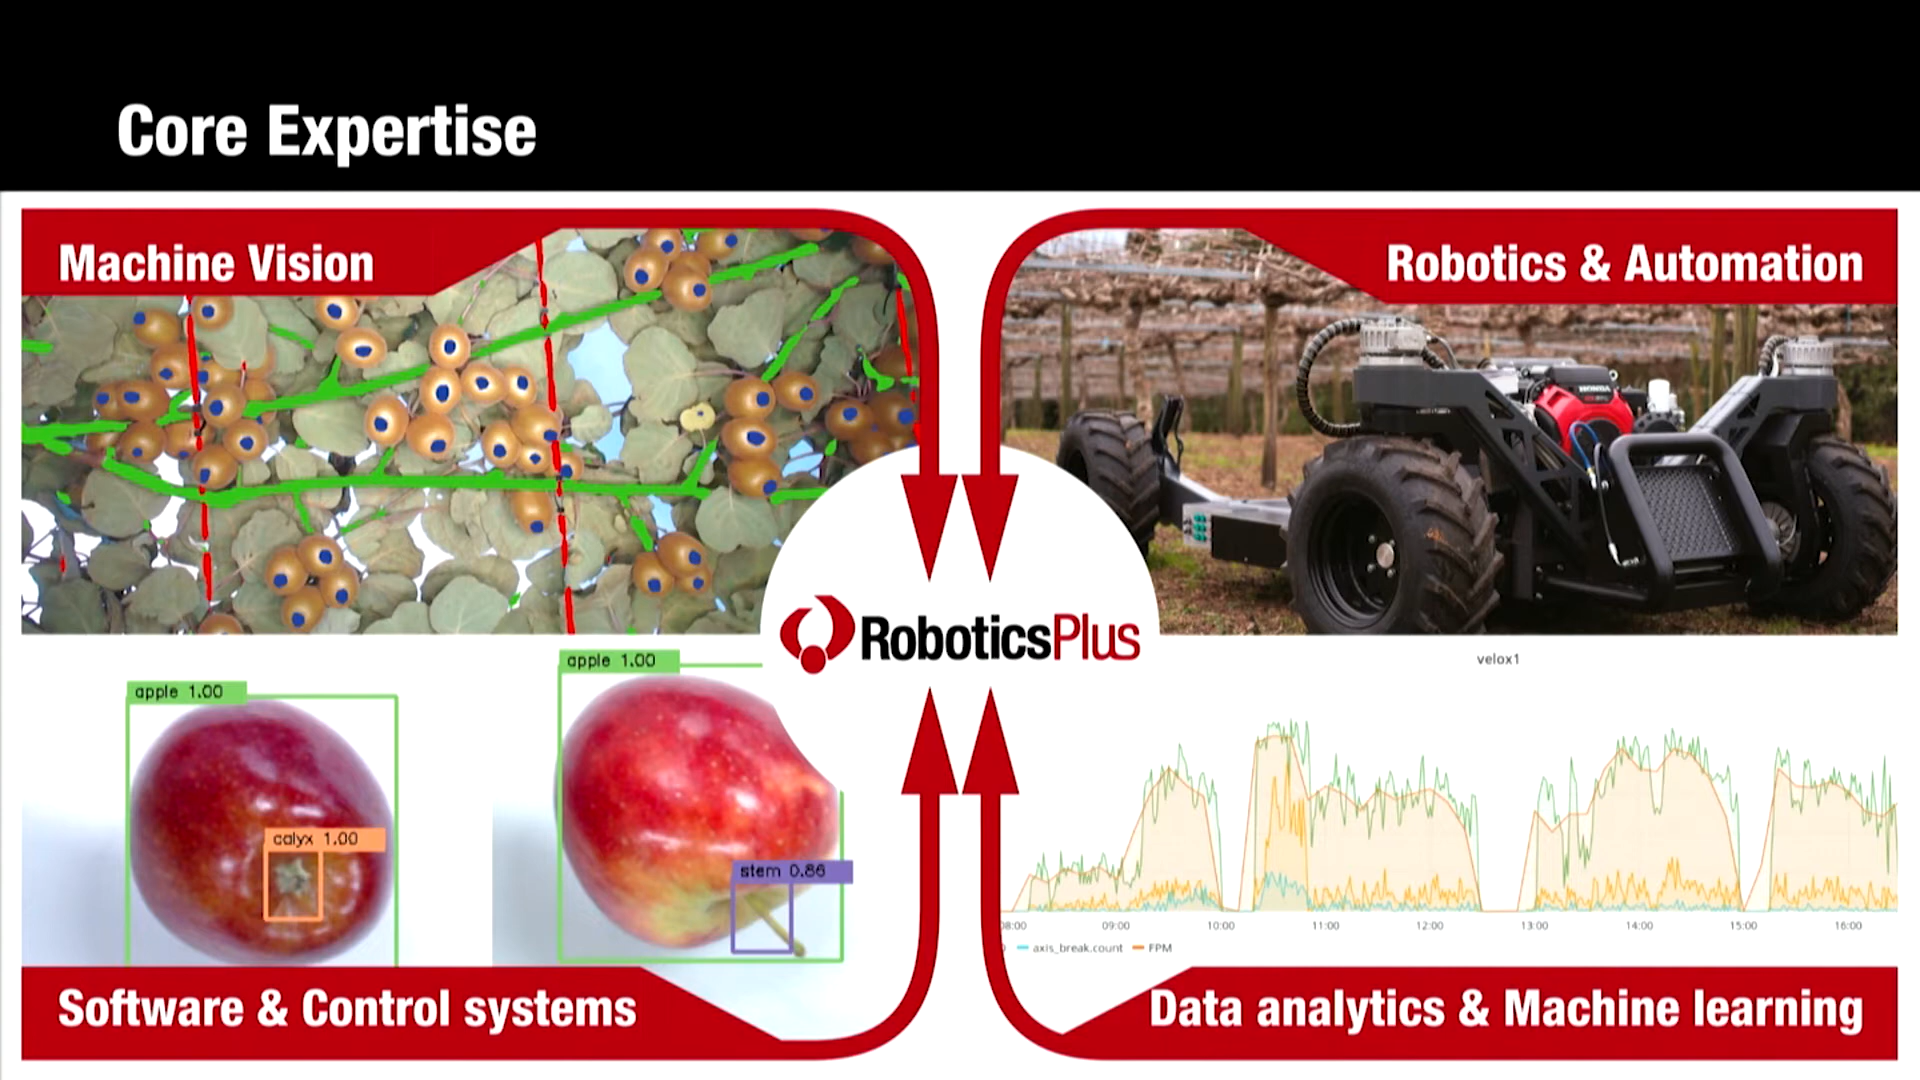 Core Expertise
Machine Vision
Robotics & Automation
HONDA
RoboticsPlus
apple 1.00
apple 1.00
calyx 1.00
stem 0.86
velox1
08:00 09:00 10:00 11:00 12:00 13:00 14:00 15:00 16:00
axis_break.count FPM
Software & Control systems
Data analytics & Machine learning